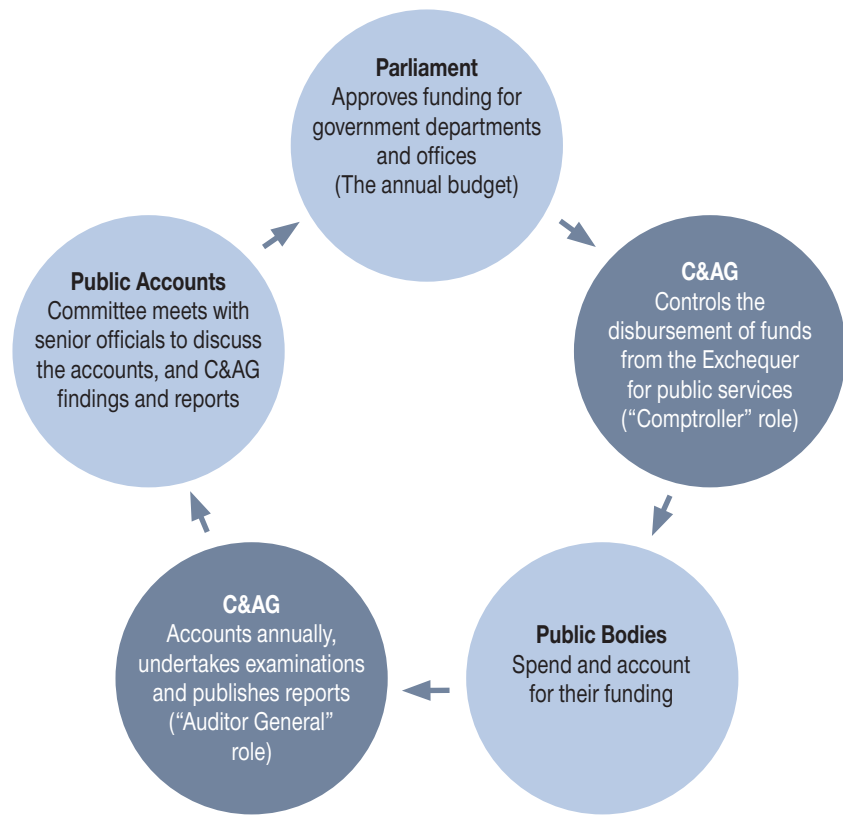 Parliament
Approves funding for
government departments
and offices
(The annual budget)
C&AG
Controls the
disbursement of funds
from the Exchequer
for public services
(“Comptroller” role)
Public Bodies
Spend and account
for their funding
C&AG
Accounts annually,
undertakes examinations
and publishes reports
(“Auditor General”
role)
Public Accounts
Committee meets with
senior officials to discuss
the accounts, and C&AG
findings and reports